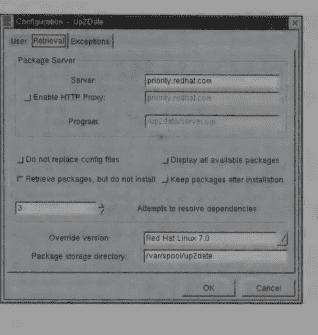 Configuration - Up2Date
User Retrieval Exceptions
Package Server
Server: priority.redhat.com
Enable HTTP Proxy: priority.redhat.com
Program: /up2date/server.cgi
Do not replace config files Display all available packages
Retrieve packages, but do not install Keep packages after installation
3 Attempts to resolve dependencies
Override version: Red Hat Linux 7.0
Package storage directory: /var/spool/up2date
OK Cancel